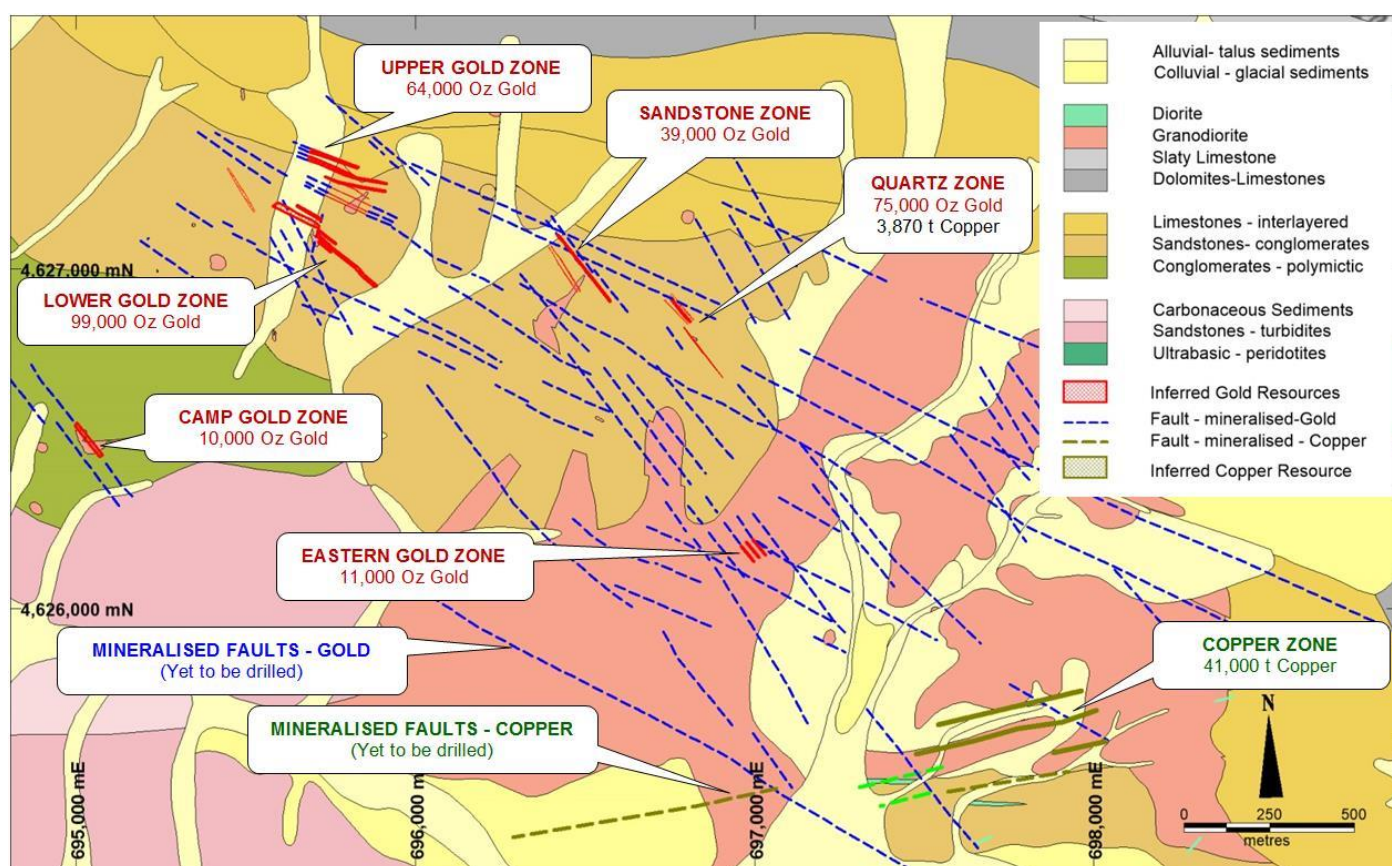 UPPER GOLD ZONE
64,000 Oz Gold
SANDSTONE ZONE
39,000 Oz Gold
QUARTZ ZONE
75,000 Oz Gold
3,870 t Copper
4,627,000 mN
LOWER GOLD ZONE
99,000 Oz Gold
CAMP GOLD ZONE
10,000 Oz Gold
EASTERN GOLD ZONE
11,000 Oz Gold
4,626,000 mN
MINERALISED FAULTS - GOLD
(Yet to be drilled)
COPPER ZONE
41,000 t Copper
MINERALISED FAULTS - COPPER
(Yet to be drilled)
695,000 mE
696,000 mE
697,000 mE
698,000 mE
N
0 250 500
metres
Alluvial- talus sediments
Colluvial - glacial sediments
Diorite
Granodiorite
Slaty Limestone
Dolomites-Limestones
Limestones - interlayered
Sandstones- conglomerates
Conglomerates - polymictic
Carbonaceous Sediments
Sandstones - turbidites
Ultrabasic - peridotites
Inferred Gold Resources
Fault - mineralised-Gold
Fault - mineralised - Copper
Inferred Copper Resource